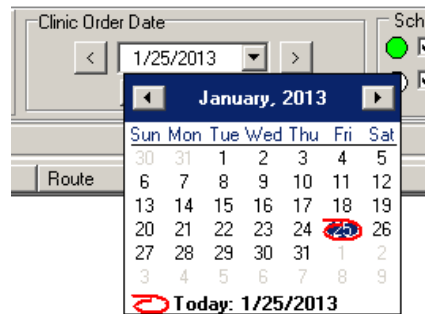 Clinic Order Date
Sch
< 1/25/2013 >
January, 2013
Sun Mon Tue Wed Thu Fri Sat
30 31 1 2 3 4 5
Route
6 7 8 9 10 11 12
13 14 15 16 17 18 19
20 21 22 23 24 25 26
27 28 29 30 31 1 2
3 4 5 6 7 8 9
Today: 1/25/2013